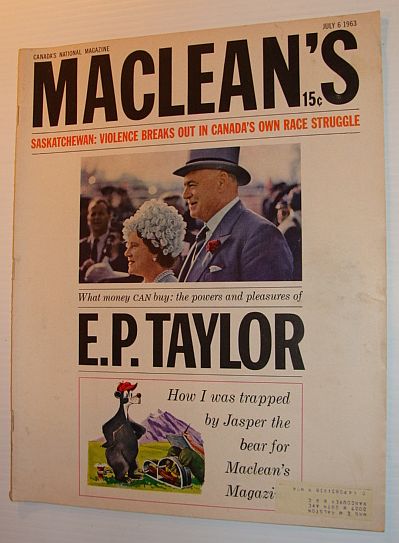 JULY 6 1963
CANADA'S NATIONAL MAGAZINE
MACLEAN'S
15¢
SASKATCHEWAN: VIOLENCE BREAKS OUT IN CANADA'S OWN RACE STRUGGLE
What money CAN buy: the powers and pleasures of
E.P. TAYLOR
How I was trapped
by Jasper the
bear for
Maclean's
VANCOUVER